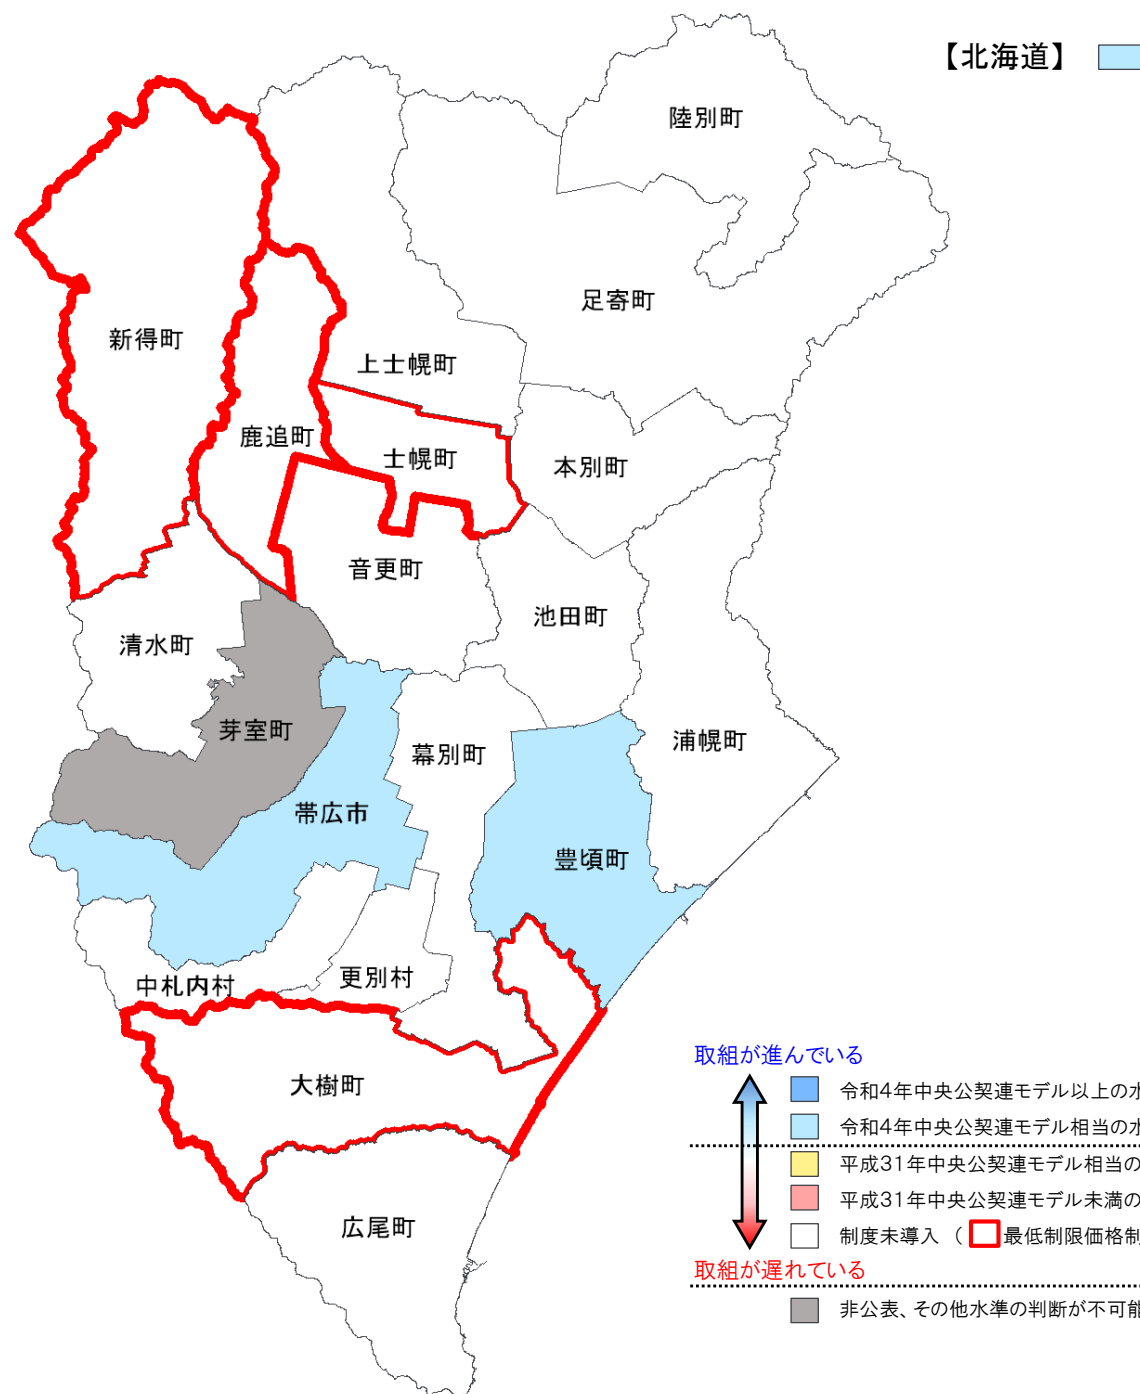 【北海道】
陸別町
足寄町
新得町
上士幌町
鹿追町
士幌町
本別町
音更町
池田町
清水町
芽室町
幕別町
浦幌町
帯広市
豊頃町
中札内村
更別村
大樹町
広尾町
取組が進んでいる
令和4年中央公契連モデル以上の水
令和4年中央公契連モデル相当の水
平成31年中央公契連モデル相当の
平成31年中央公契連モデル未満の
制度未導入 ( 最低制限価格制
取組が遅れている
非公表、その他水準の判断が不可能